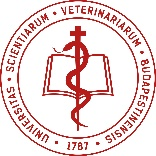 UNIVERSITAS • SCIENTIARUM • VETERINARIARUM • BUDAPESTINENSIS
• 1787 •